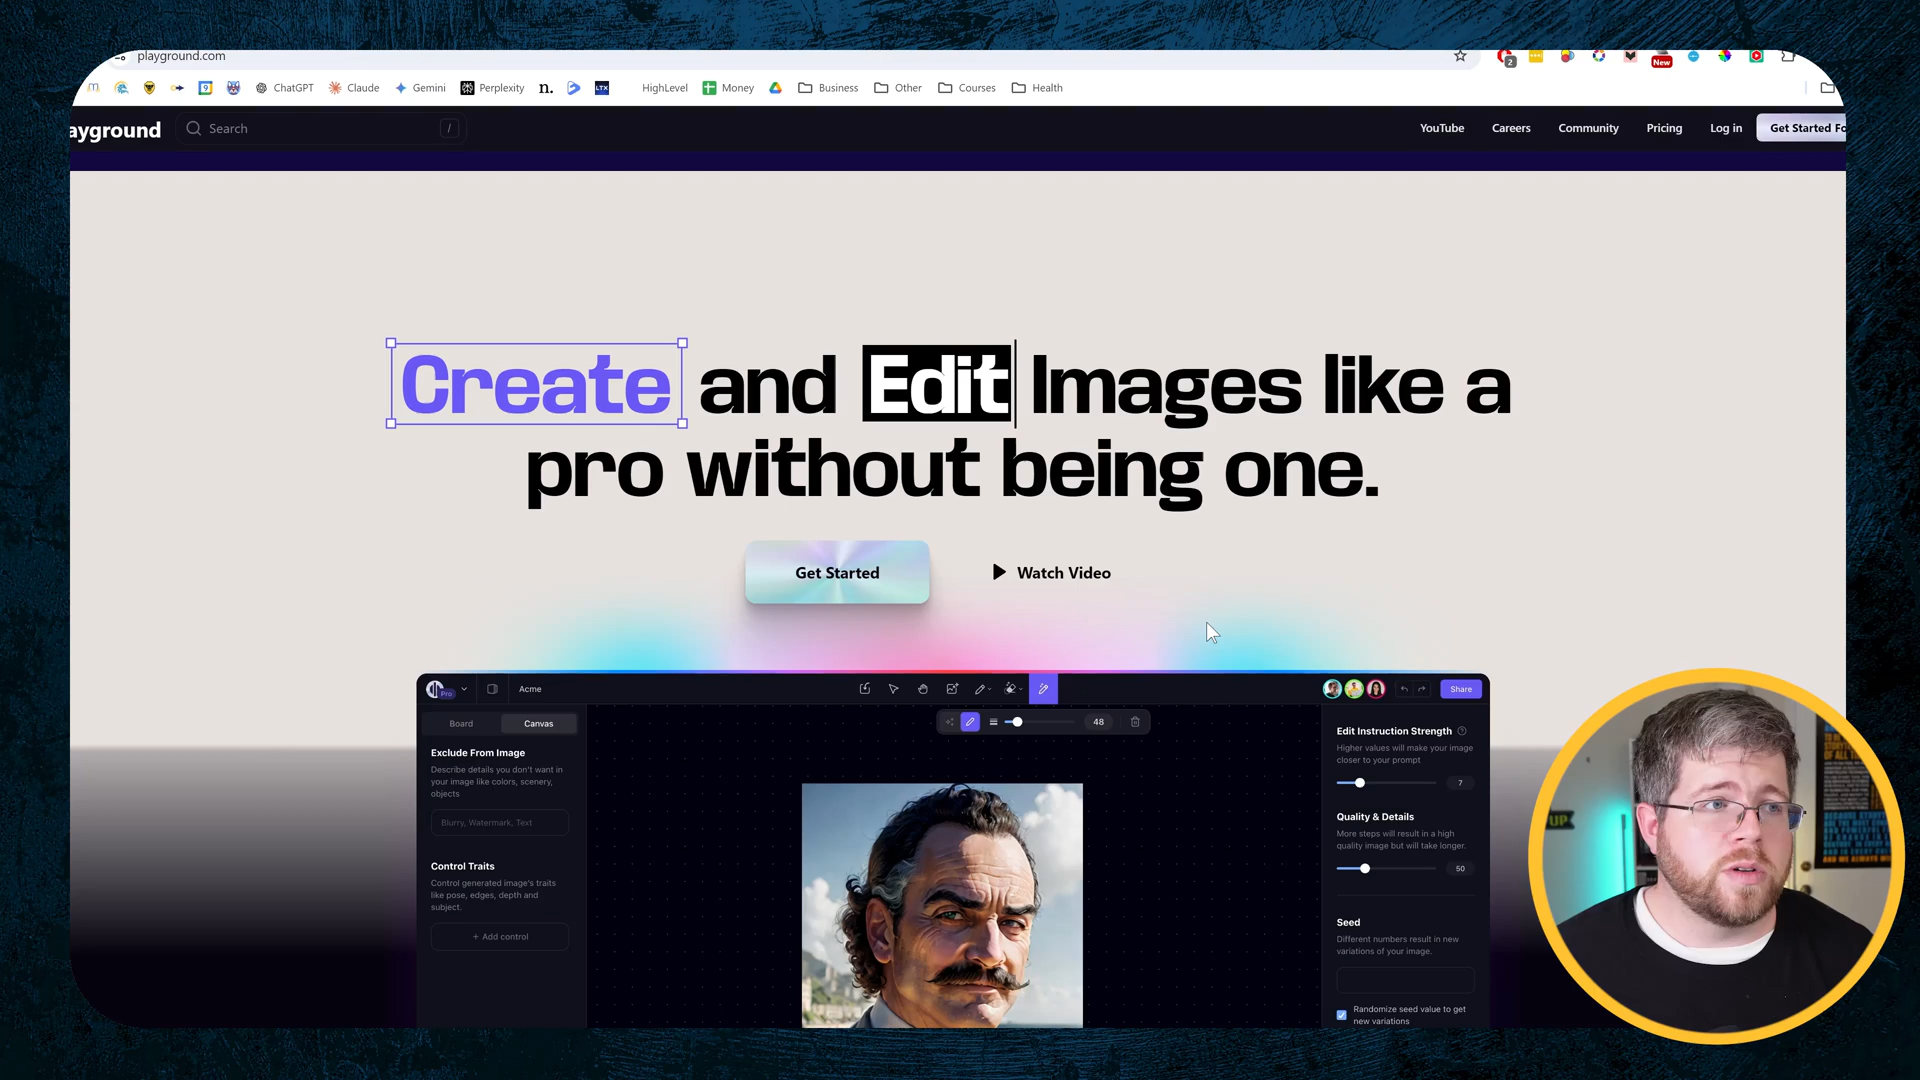 playground.com
2
New
9
ChatGPT
Claude
Gemini
Perplexity
n.
LTX
HighLevel
Money
Business
Other
Courses
Health
ayground
Search
/
YouTube
Careers
Community
Pricing
Log in
Get Started Fo
Create and Edit Images like a
pro without being one.
Get Started
Watch Video
Pro
Acme
Share
Board
Canvas
48
Exclude From Image
Describe details you don't want in
your image like colors, scenery,
objects
Blurry, Watermark, Text
Control Traits
Control generated image's traits
like pose, edges, depth and
subject.
+ Add control
Edit Instruction Strength
Higher values will make your image
closer to your prompt
7
Quality & Details
More steps will result in a high
quality image but will take longer.
50
Seed
Different numbers result in new
variations of your image.
Randomize seed value to get
new variations
UP